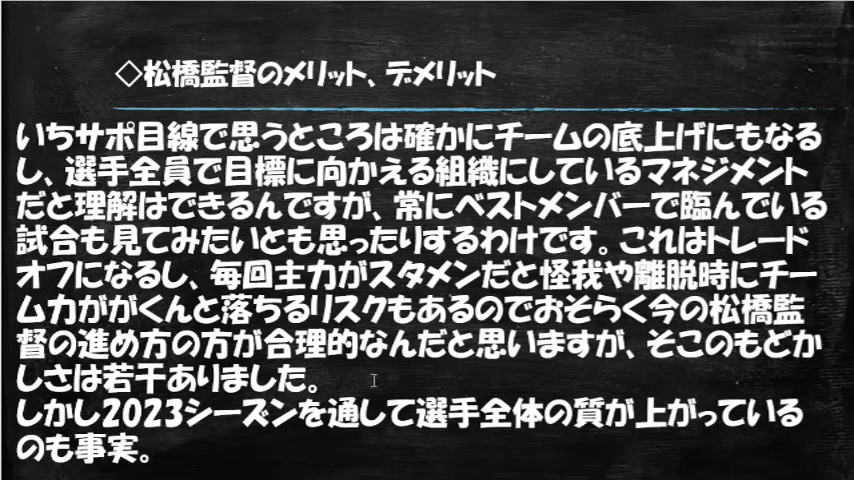 ◇松橋監督のメリット、デメリット
いちサポ目線で思うところは確かにチームの底上げにもなる
し、選手全員で目標に向かえる組織にしているマネジメント
だと理解はできるんですが、常にベストメンバーで臨んでいる
試合も見てみたいとも思ったりするわけです。これはトレード
オフになるし、毎回主力がスタメンだと怪我や離脱時にチー
ム力ががくんと落ちるリスクもあるのでおそらく今の松橋監
督の進め方の方が合理的なんだと思いますが、そこのもどか
しさは若干ありました。
しかし2023シーズンを通して選手全体の質が上がっている
のも事実。